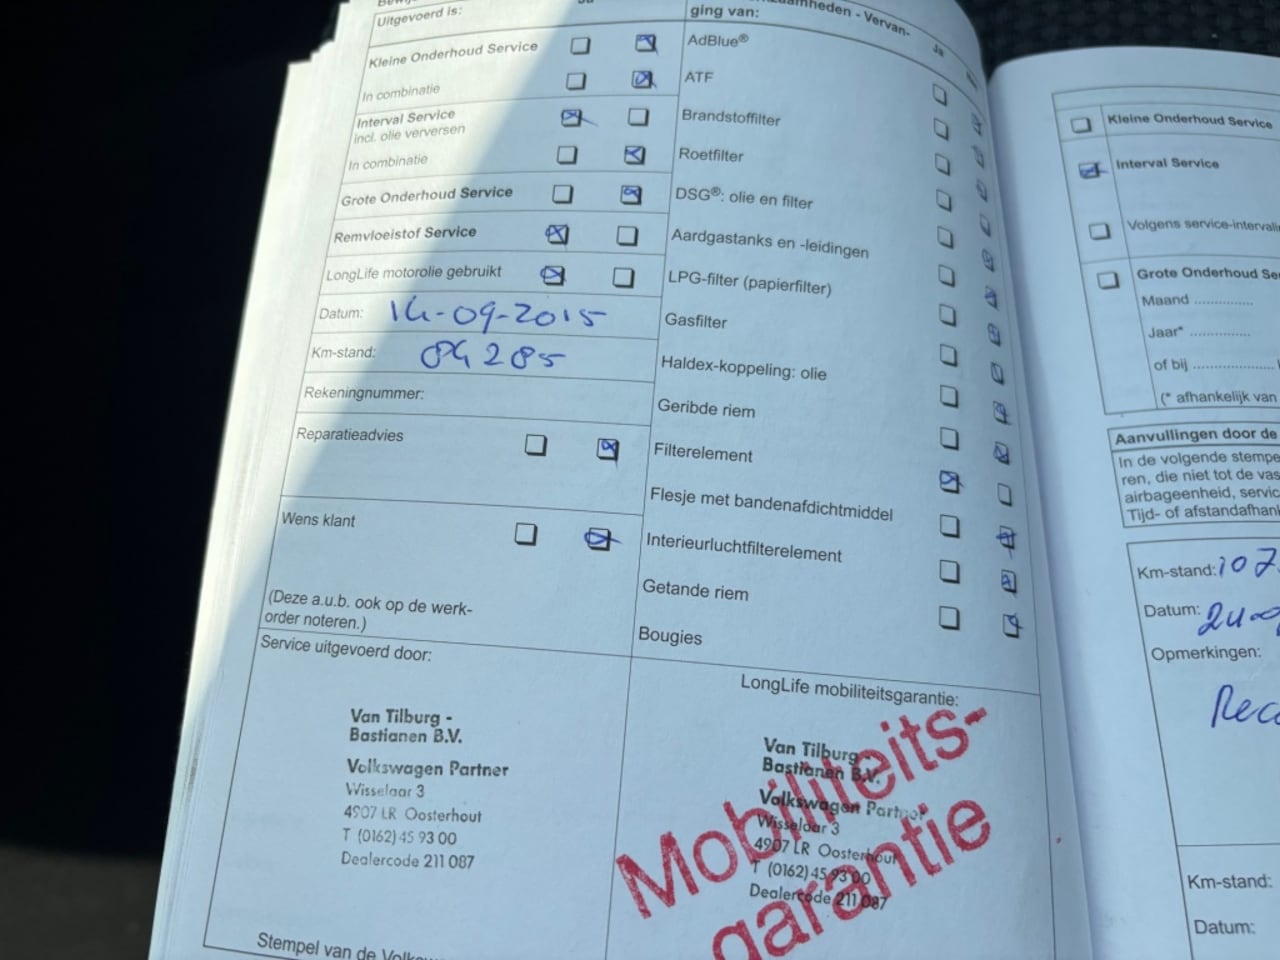 Uitgevoerd is:
Kleine Onderhoud Service
In combinatie
Interval Service
incl. olie verversen
In combinatie
Grote Onderhoud Service
Remvloeistof Service
LongLife motorolie gebruikt
Datum: 14-09-2015
Km-stand: 84285
Rekeningnummer:
Reparatieadvies
Wens klant
(Deze a.u.b. ook op de werk-
order noteren.)
Service uitgevoerd door:
Van Tilburg -
Bastianen B.V.
Volkswagen Partner
Wisselaar 3
4907 LR Oosterhout
T (0162) 45 93 00
Dealercode 211 087
Stempel van de
ging van:
Ja
AdBlue®
ATF
Brandstoffilter
Roetfilter
DSG®: olie en filter
Aardgastanks en -leidingen
LPG-filter (papierfilter)
Gasfilter
Haldex-koppeling: olie
Geribde riem
Filterelement
Flesje met bandenafdichtmiddel
Interieurluchtfilterelement
Getande riem
Bougies
LongLife mobiliteitsgarantie:
Van Tilburg -
Bastianen B.V.
Volkswagen Partner
Wisselaar 3
4907 LR Oosterhout
T (0162) 45 93 00
Dealercode 211 087
Mobiliteits-
garantie
Kleine Onderhoud Service
Interval Service
Volgens
Grote Onderhoud
Maand ..............
Jaar* ..............
of bij ..............
(* afhankelijk van
Aanvullingen door de
In de volgende
ren, die niet tot de
airbageenheid,
Tijd- of
Km-stand: 107
Datum:
Opmerkingen:
Km-stand:
Datum: